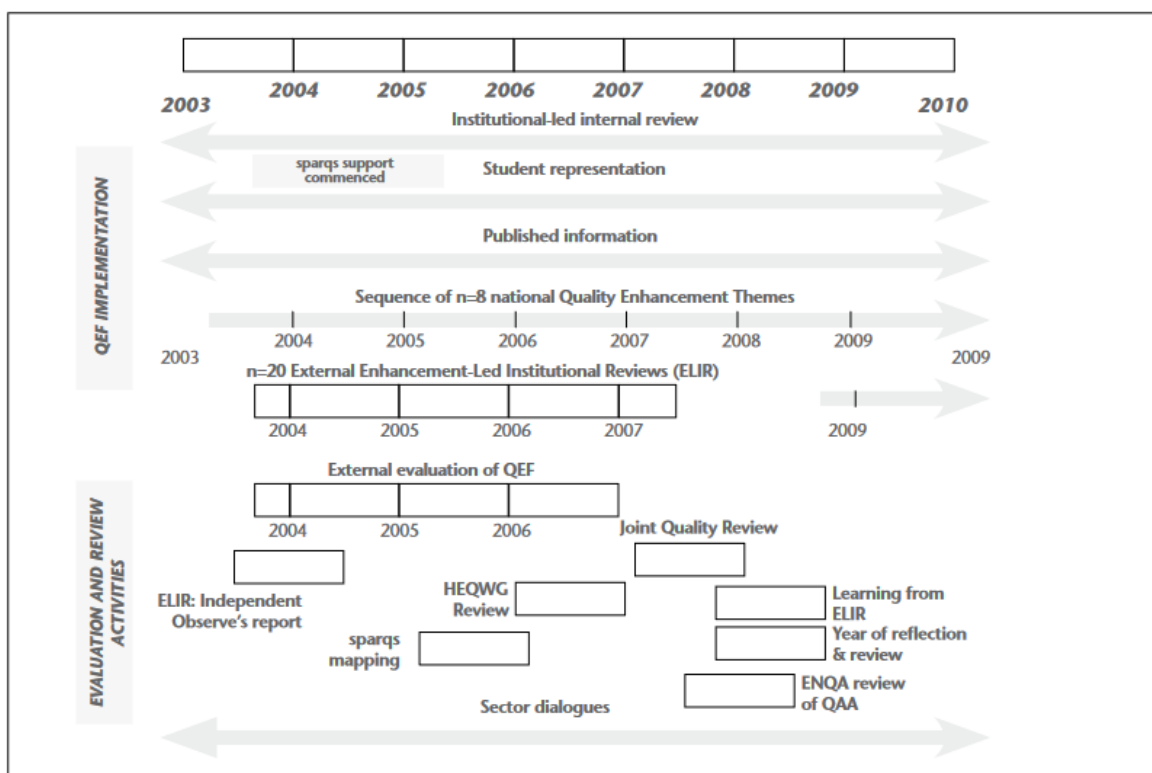 2003 2004 2005 2006 2007 2008 2009 2010
Institutional-led internal review
QEF IMPLEMENTATION
sparqs support
commenced
Student representation
Published information
Sequence of n=8 national Quality Enhancement Themes
2003 2004 2005 2006 2007 2008 2009 2009
n=20 External Enhancement-Led Institutional Reviews (ELIR)
2004 2005 2006 2007 2009
EVALUATION AND REVIEW
ACTIVITIES
External evaluation of QEF
2004 2005 2006
Joint Quality Review
ELIR: Independent
Observe's report
HEQWG
Review
Learning from
ELIR
sparqs
mapping
Year of reflection
& review
ENQA review
of QAA
Sector dialogues